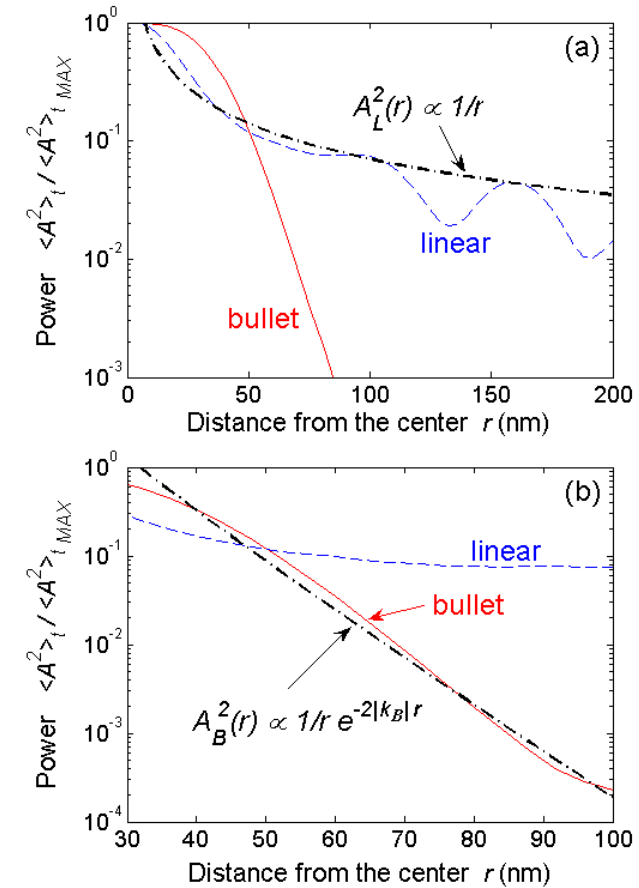 10^0
(a)
A_L^2(r) ∝ 1/r
10^-1
linear
10^-2
bullet
10^-3
0 50 100 150 200
Distance from the center r (nm)
Power <A^2>_t / <A^2>_t MAX
10^0
(b)
linear
10^-1
bullet
10^-2
A_B^2(r) ∝ 1/r e^-2|k_B|r
10^-3
10^-4
30 40 50 60 70 80 90 100
Distance from the center r (nm)
Power <A^2>_t / <A^2>_t MAX